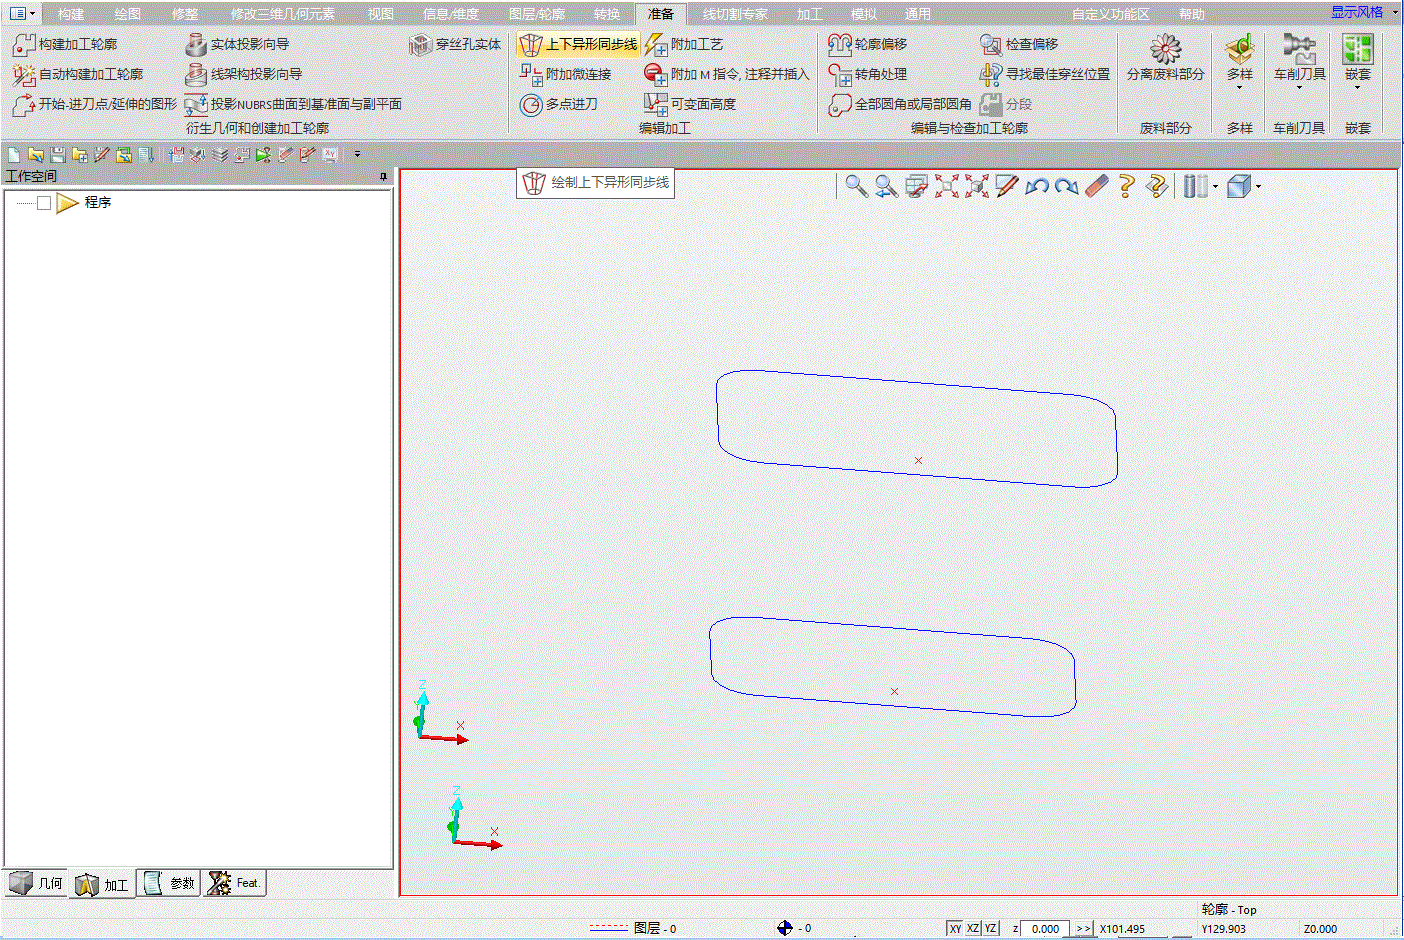 构建 绘图 修整 修改三维几何元素 视图 信息/维度 图层/轮廓 转换 准备 线切割专家 加工 模拟 通用 自定义功能区 帮助 显示风格
构建加工轮廓 实体投影向导 穿丝孔实体 上下异形同步线 附加工艺 轮廓偏移 检查偏移
自动构建加工轮廓 线架构投影向导 附加微连接 附加 M 指令, 注释并插入 转角处理 寻找最佳穿丝位置 分离废料部分 多样 车削刀具 嵌套
开始-进刀点/延伸的图形 投影NUBRS曲面到基准面与副平面 多点进刀 可变面高度 全部圆角或局部圆角 分段
衍生几何和创建加工轮廓 编辑加工 编辑与检查加工轮廓 废料部分 多样 车削刀具 嵌套
工作空间
绘制上下异形同步线
程序
Z
X
Z
X
几何 加工 参数 Feat.
轮廓 - Top
图层 - 0 - 0 XY XZ YZ z 0.000 >> X101.495 Y129.903 Z0.000